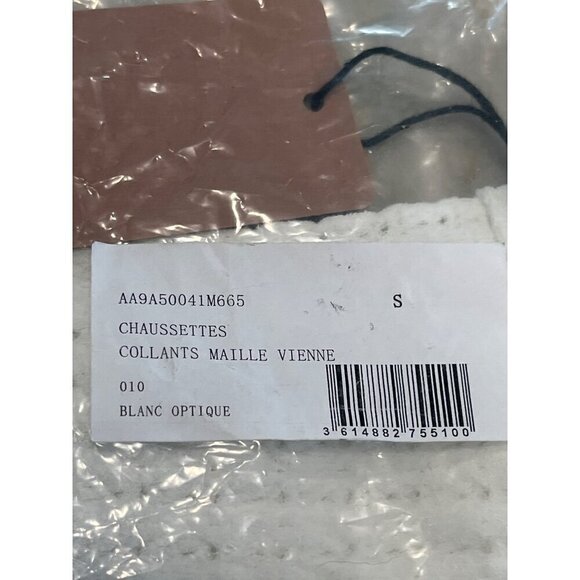 AA9A50041M665 S
CHAUSSETTES
COLLANTS MAILLE VIENNE
010
BLANC OPTIQUE
3 614882 755100